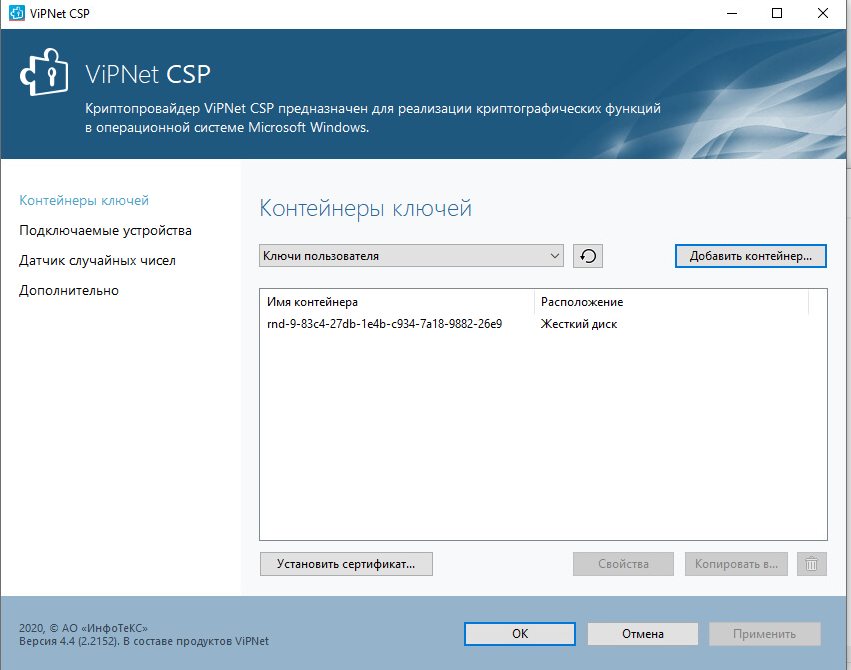 ViPNet CSP
ViPNet CSP
Криптопровайдер ViPNet CSP предназначен для реализации криптографических функций
в операционной системе Microsoft Windows.
Контейнеры ключей
Подключаемые устройства
Датчик случайных чисел
Дополнительно
Контейнеры ключей
Ключи пользователя
Добавить контейнер...
Имя контейнера Расположение
rnd-9-83c4-27db-1e4b-c934-7a18-9882-26e9 Жесткий диск
Установить сертификат... Свойства Копировать в...
2020, © АО «ИнфоТеКС»
Версия 4.4 (2.2152). В составе продуктов ViPNet
ОК Отмена Применить